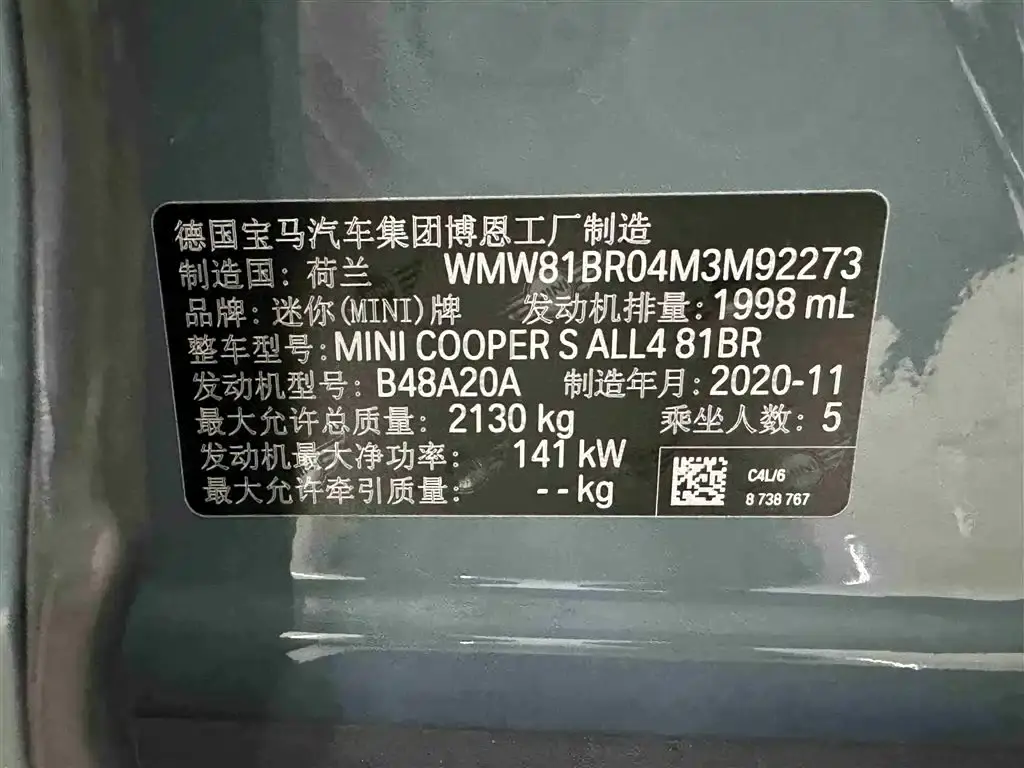 德国宝马汽车集团博恩工厂制造
制造国：荷兰 WMW81BR04M3M92273
品牌：迷你(MINI)牌 发动机排量：1998 mL
整车型号：MINI COOPER S ALL4 81BR
发动机型号：B48A20A 制造年月：2020-11
最大允许总质量：2130 kg 乘坐人数：5
发动机最大净功率：141 kW
最大允许牵引质量：--kg
C4L/6
8 738 767